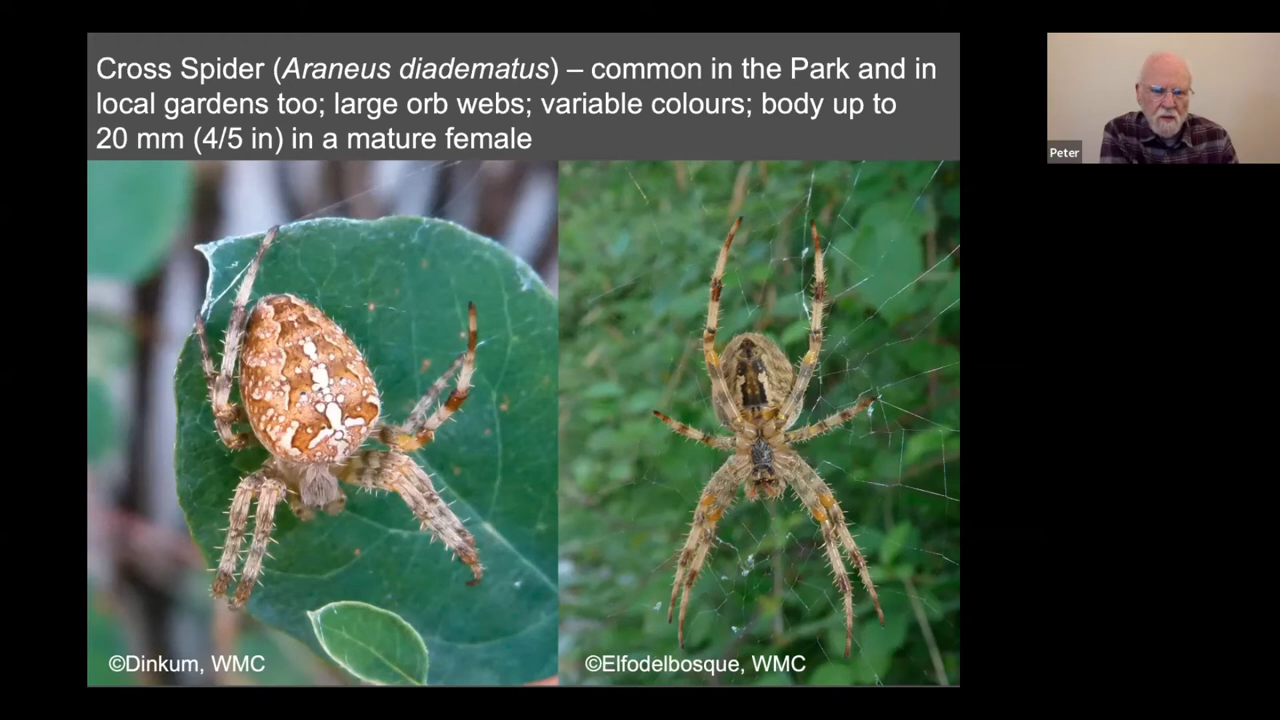 Cross Spider (Araneus diadematus) – common in the Park and in
local gardens too; large orb webs; variable colours; body up to
20 mm (4/5 in) in a mature female
Peter
©Dinkum, WMC
©Elfodelbosque, WMC